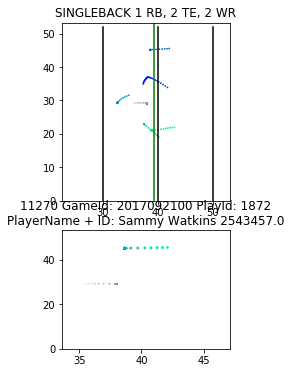 SINGLEBACK 1 RB, 2 TE, 2 WR
50
40
30
20
10
0
30 40 50
11270 GameId: 2017092100 PlayId: 1872
PlayerName + ID: Sammy Watkins 2543457.0
40
20
0
35 40 45